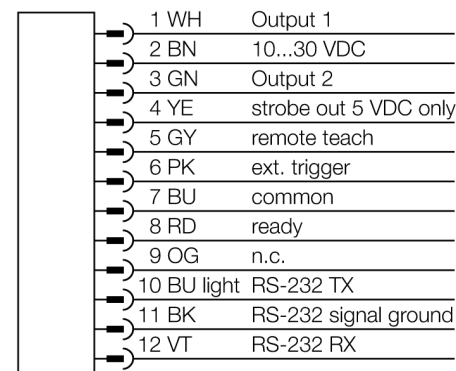 1 WH Output 1
2 BN 10...30 VDC
3 GN Output 2
4 YE strobe out 5 VDC only
5 GY remote teach
6 PK ext. trigger
7 BU common
8 RD ready
9 OG n.c.
10 BU light RS-232 TX
11 BK RS-232 signal ground
12 VT RS-232 RX